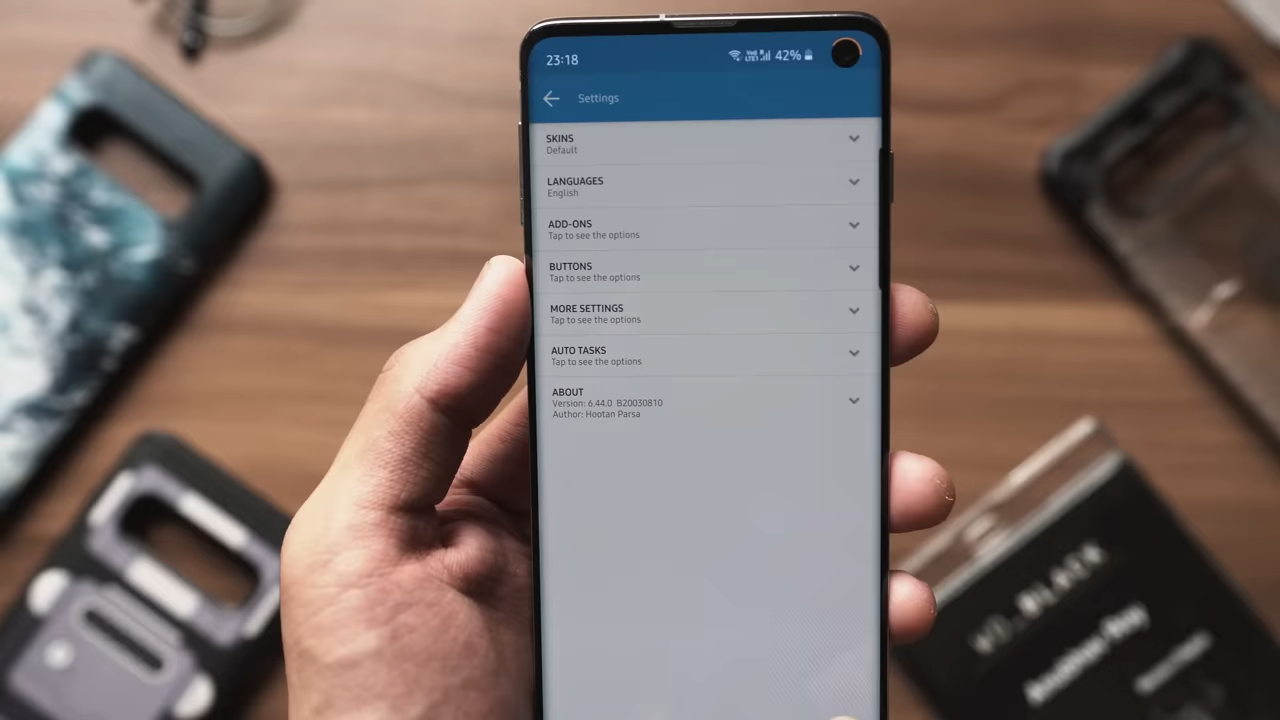 23:18
42%
Settings
SKINS
Default
LANGUAGES
English
ADD-ONS
Tap to see the options
BUTTONS
Tap to see the options
MORE SETTINGS
Tap to see the options
AUTO TASKS
Tap to see the options
ABOUT
Version: 6.44.0 B20030810
Author: Hootan Parsa
Another Day